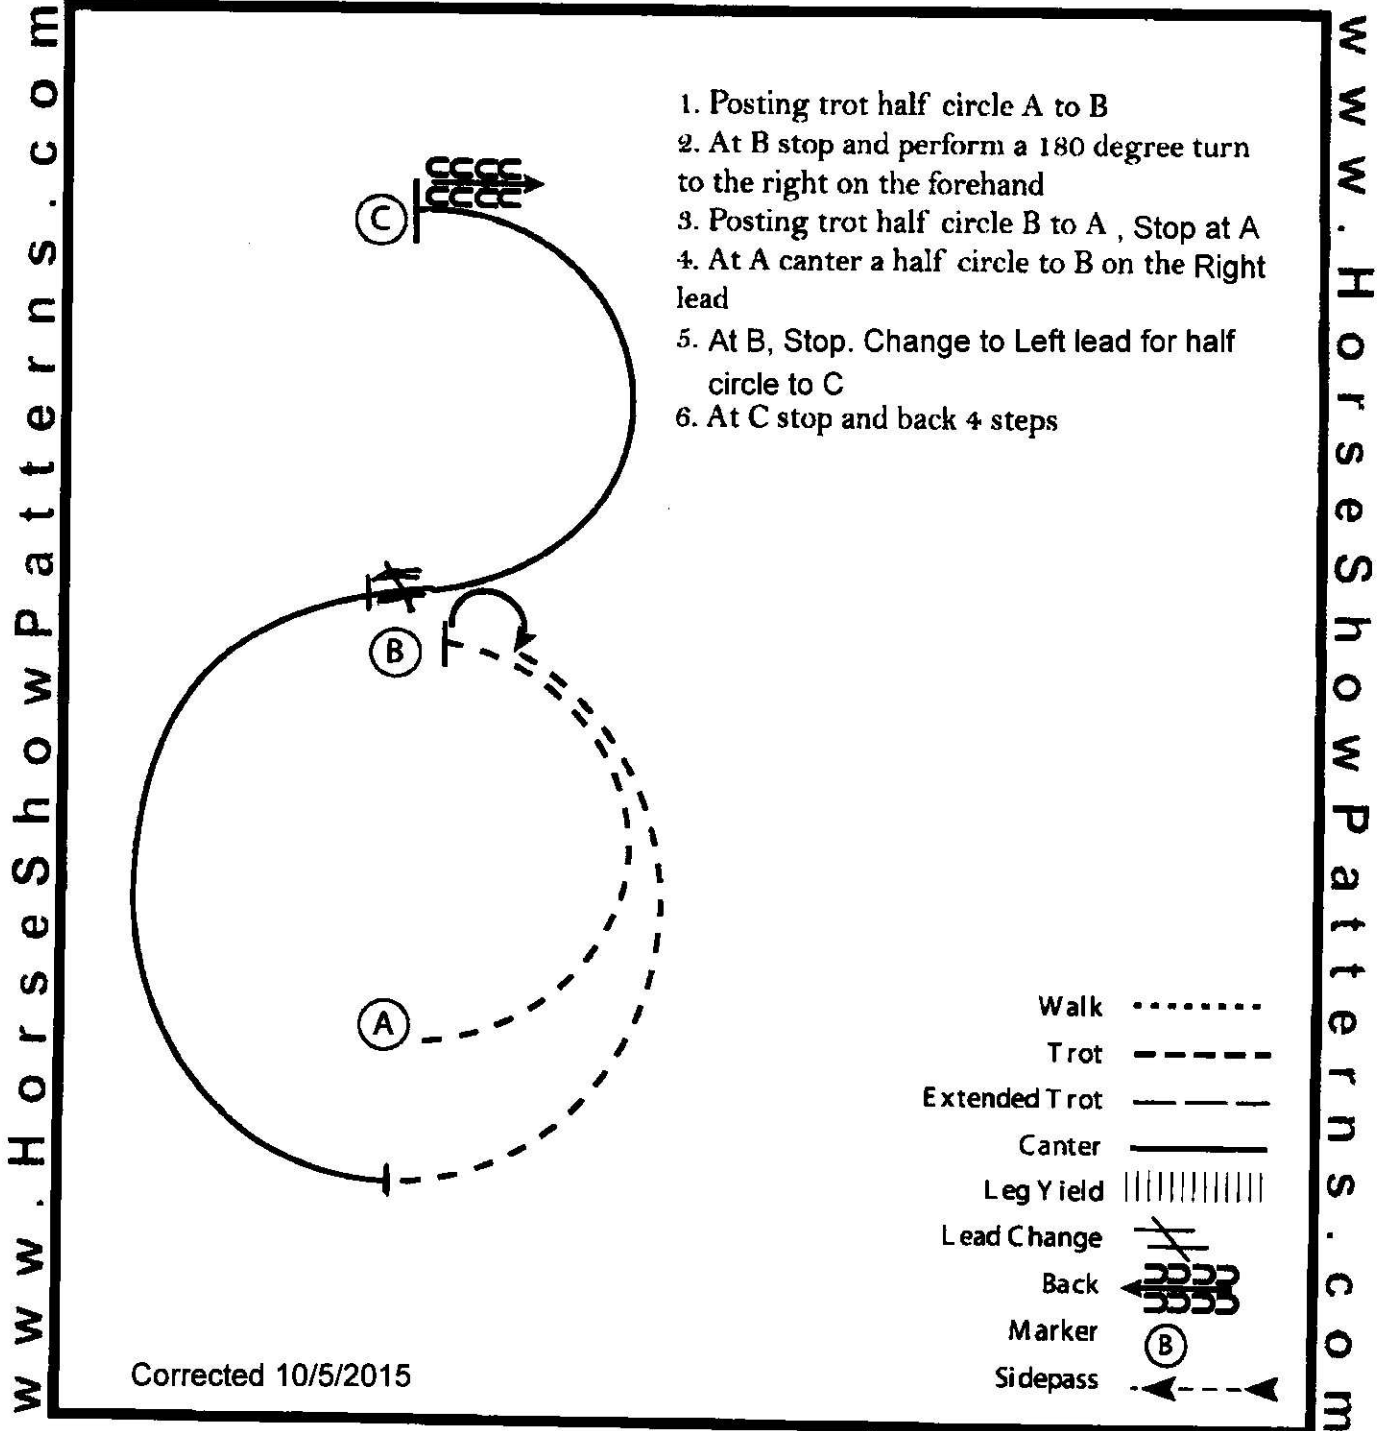 www.HorseShowPatterns.com
1. Posting trot half circle A to B
2. At B stop and perform a 180 degree turn
to the right on the forehand
3. Posting trot half circle B to A , Stop at A
4. At A canter a half circle to B on the Right
lead
5. At B, Stop. Change to Left lead for half
circle to C
6. At C stop and back 4 steps
C
B
A
Walk
Trot
Extended Trot
Canter
Leg Yield
Lead Change
Back
Marker B
Sidepass
Corrected 10/5/2015
www.HorseShowPatterns.com